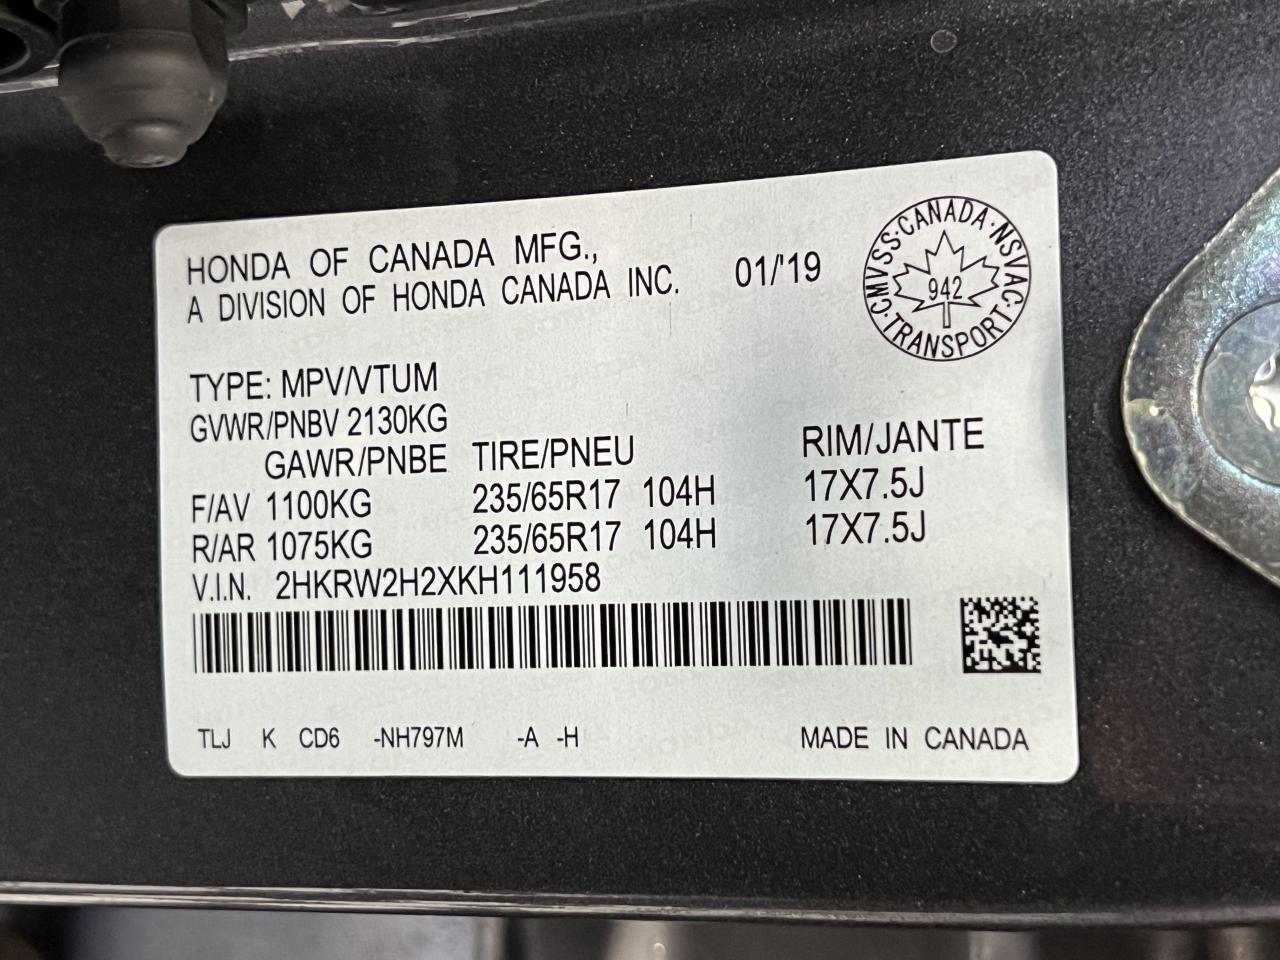 HONDA OF CANADA MFG.,
A DIVISION OF HONDA CANADA INC.
01/'19
CMVSS·CANADA·NSVAC·TRANSPORT·
942
TYPE: MPV/VTUM
GVWR/PNBV 2130KG
GAWR/PNBE TIRE/PNEU RIM/JANTE
F/AV 1100KG 235/65R17 104H 17X7.5J
R/AR 1075KG 235/65R17 104H 17X7.5J
V.I.N. 2HKRW2H2XKH111958
TLJ K CD6 -NH797M -A -H MADE IN CANADA